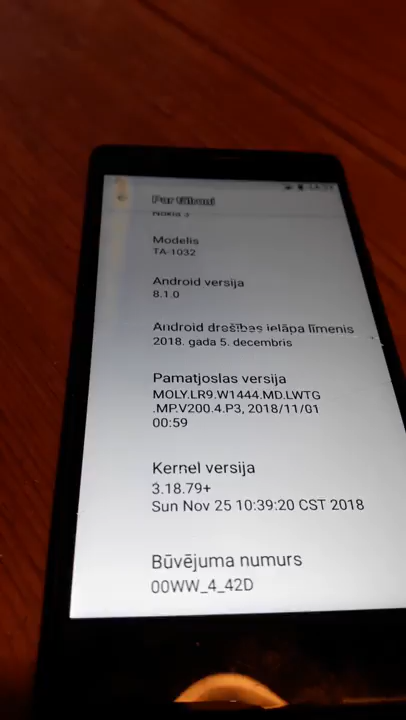 Par tālruni
Nokia 3
Modelis
TA-1032
Android versija
8.1.0
Android drošības ielāpa līmenis
2018. gada 5. decembris
Pamatjoslas versija
MOLY.LR9.W1444.MD.LWTG
.MP.V200.4.P3, 2018/11/01
00:59
Kernel versija
3.18.79+
Sun Nov 25 10:39:20 CST 2018
Būvējuma numurs
00WW_4_42D